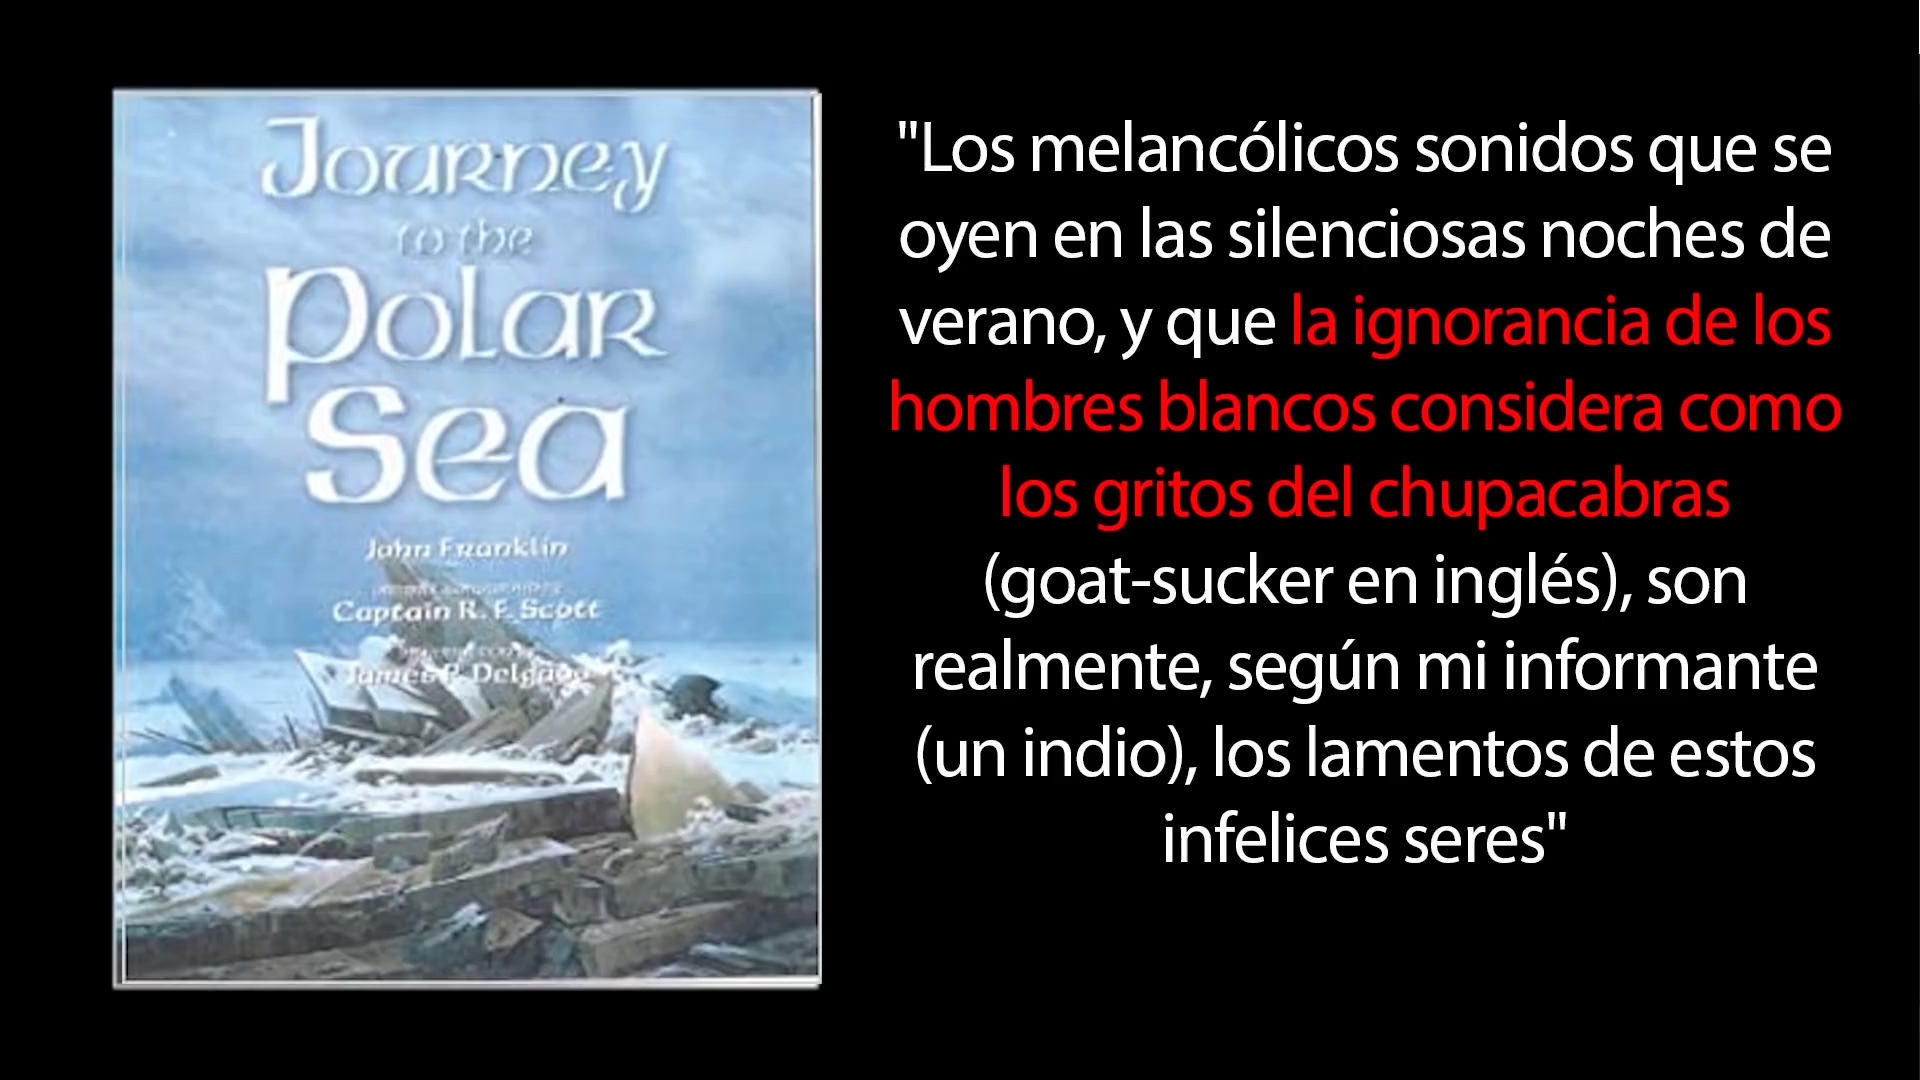 Journey
to the
Polar
Sea
John Franklin
Captain R. F. Scott
James P. Delgado
"Los melancólicos sonidos que se
oyen en las silenciosas noches de
verano, y que la ignorancia de los
hombres blancos considera como
los gritos del chupacabras
(goat-sucker en inglés), son
realmente, según mi informante
(un indio), los lamentos de estos
infelices seres"